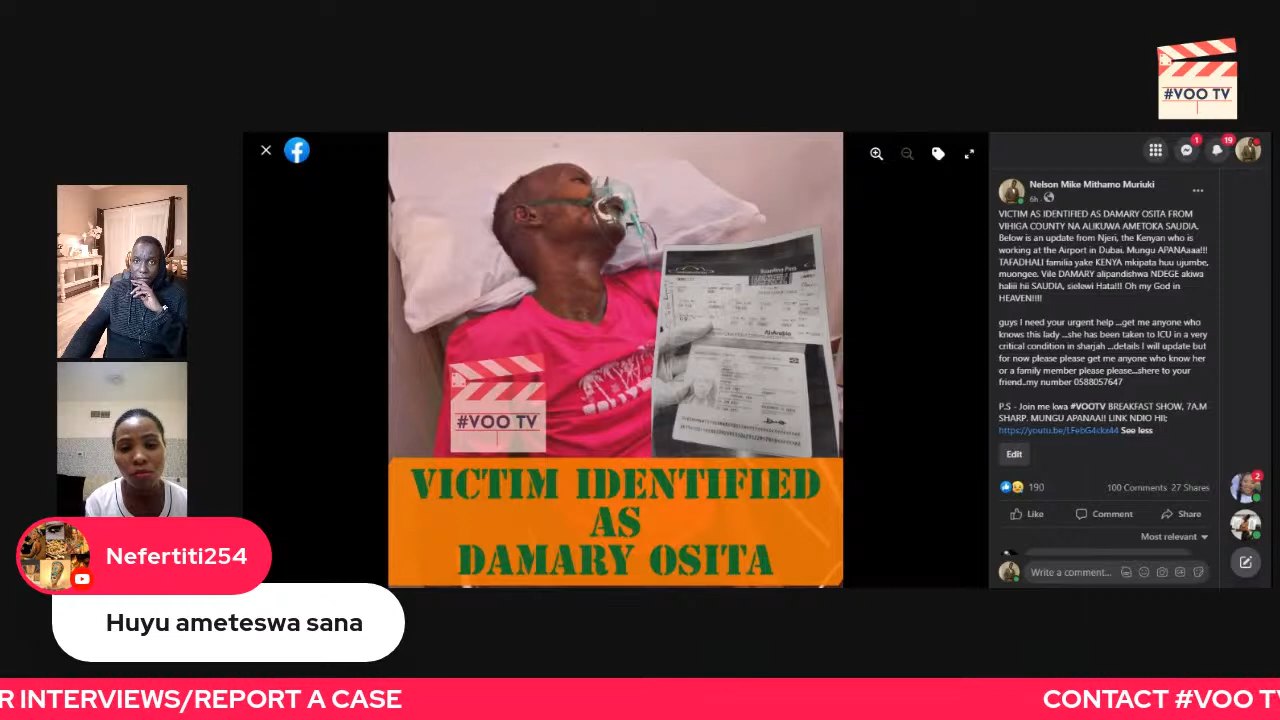 #VOO TV
1
19
Nelson Mike Mithamo Muriuki
6h
VICTIM AS IDENTIFIED AS DAMARY OSITA FROM
VIHIGA COUNTY NA ALIKUWA AMETOKA SAUDIA.
Below is an update from Njeri, the Kenyan who is
working at the Airport in Dubai. Mungu APANAaaa!!!
TAFADHALI familia yake KENYA mkipata huu ujumbe,
muongee. Vile DAMARY alipandishwa NDEGE akiwa
haliii hii SAUDIA, sielewi Hata!!! Oh my God in
HEAVEN!!!!
guys I need your urgent help ...get me anyone who
knows this lady ...she has been taken to ICU in a very
critical condition in sharjah ...details I will update but
for now please please get me anyone who know her
or a family member please please...shere to your
friend..my number 0588057647
P.S - Join me kwa #VOOTV BREAKFAST SHOW, 7A.M
SHARP. MUNGU APANAA!! LINK NDIO HII;
See less
Edit
190
100 Comments 27 Shares
Like
Comment
Share
Most relevant
Write a comment...
2
Boarding Pass
#VOO TV
VICTIM IDENTIFIED
AS
DAMARY OSITA
Nefertiti254
Huyu ameteswa sana
R INTERVIEWS/REPORT A CASE
CONTACT #VOO TV